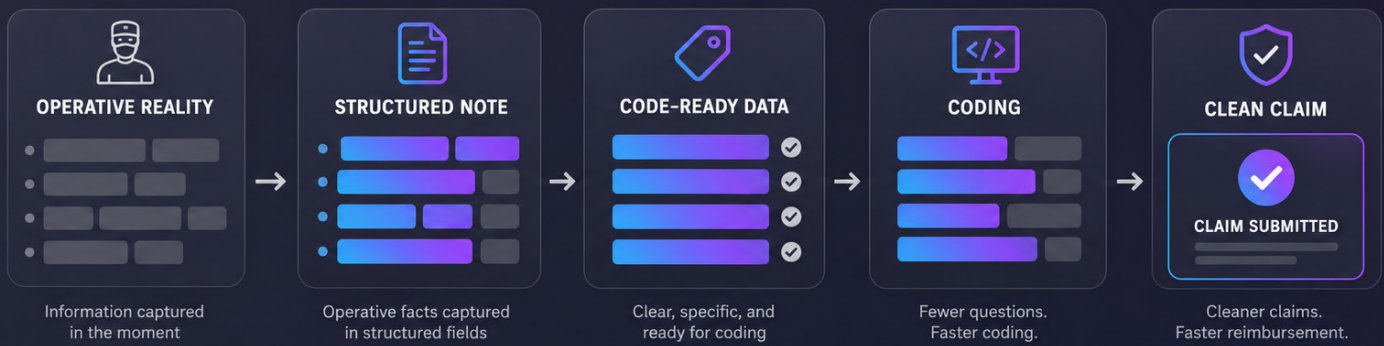 OPERATIVE REALITY
Information captured
in the moment
STRUCTURED NOTE
Operative facts captured
in structured fields
CODE-READY DATA
Clear, specific, and
ready for coding
</>
CODING
Fewer questions.
Faster coding.
CLEAN CLAIM
CLAIM SUBMITTED
Cleaner claims.
Faster reimbursement.